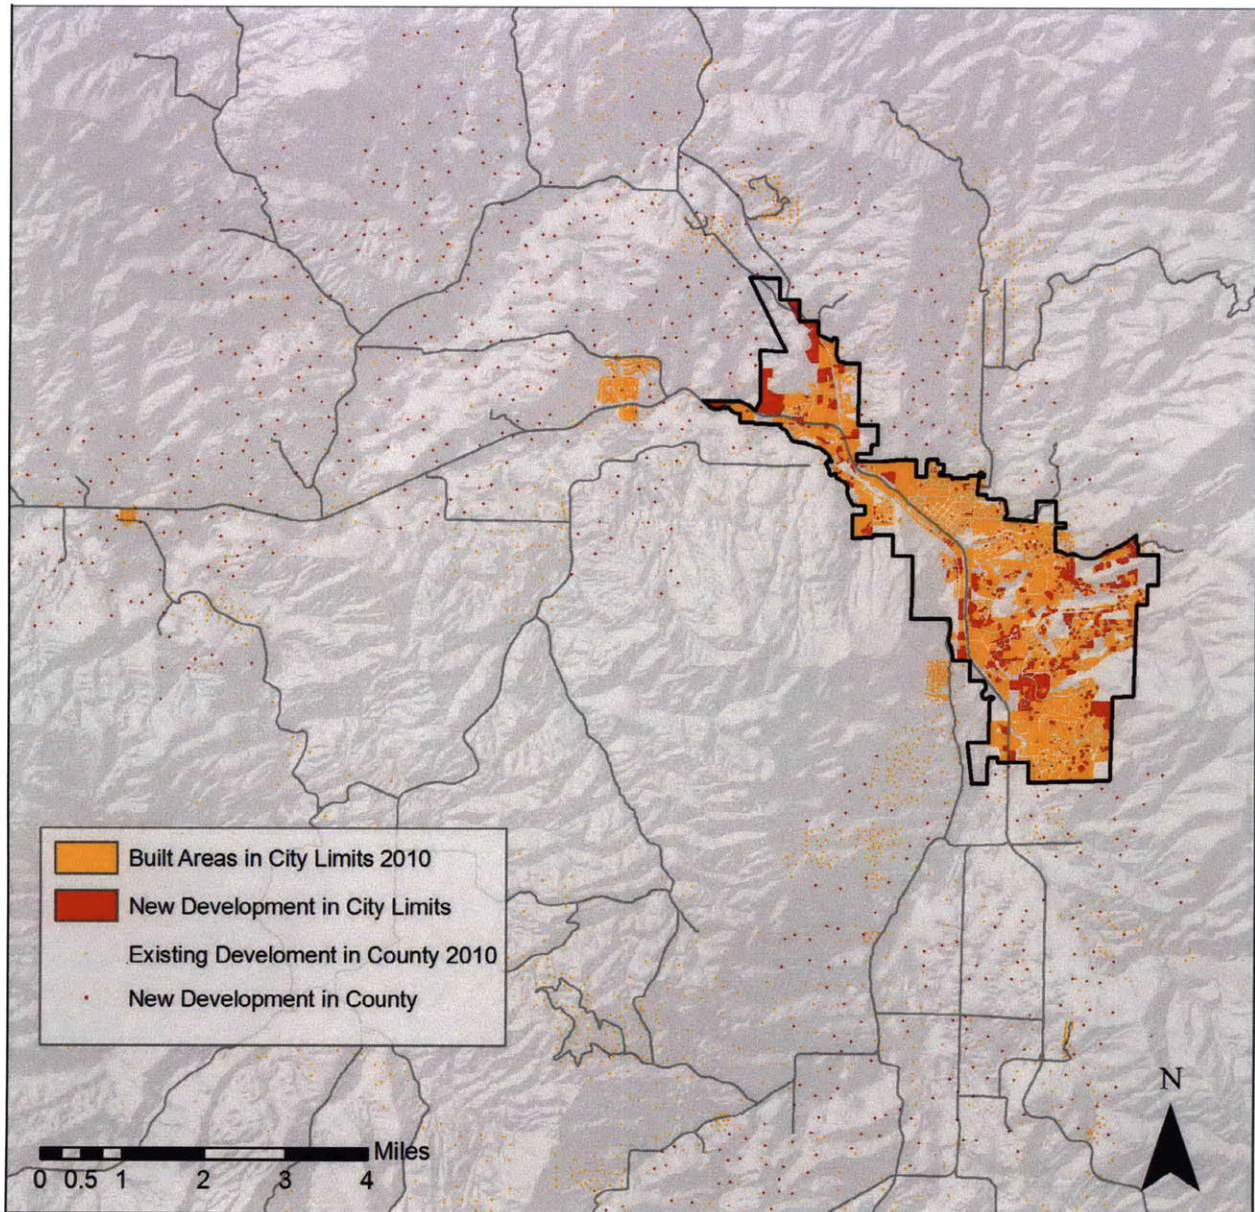 Built Areas in City Limits 2010
New Development in City Limits
Existing Develoment in County 2010
New Development in County
N
Miles
0 0.5 1 2 3 4